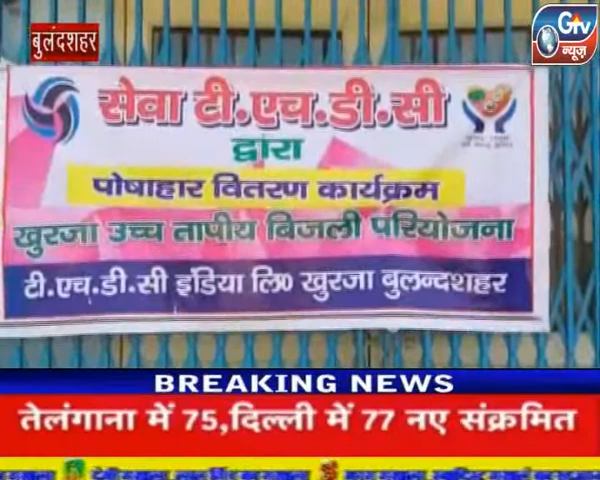 बुलंदशहर
Gtv
न्यूज़
सेवा टी.एच.डी.सी
द्वारा
पोषाहार वितरण कार्यक्रम
खुरजा उच्च तापीय बिजली परियोजना
टी.एच.डी.सी इंडिया लि० खुरजा बुलन्दशहर
BREAKING NEWS
तेलंगाना में 75,दिल्ली में 77 नए संक्रमित